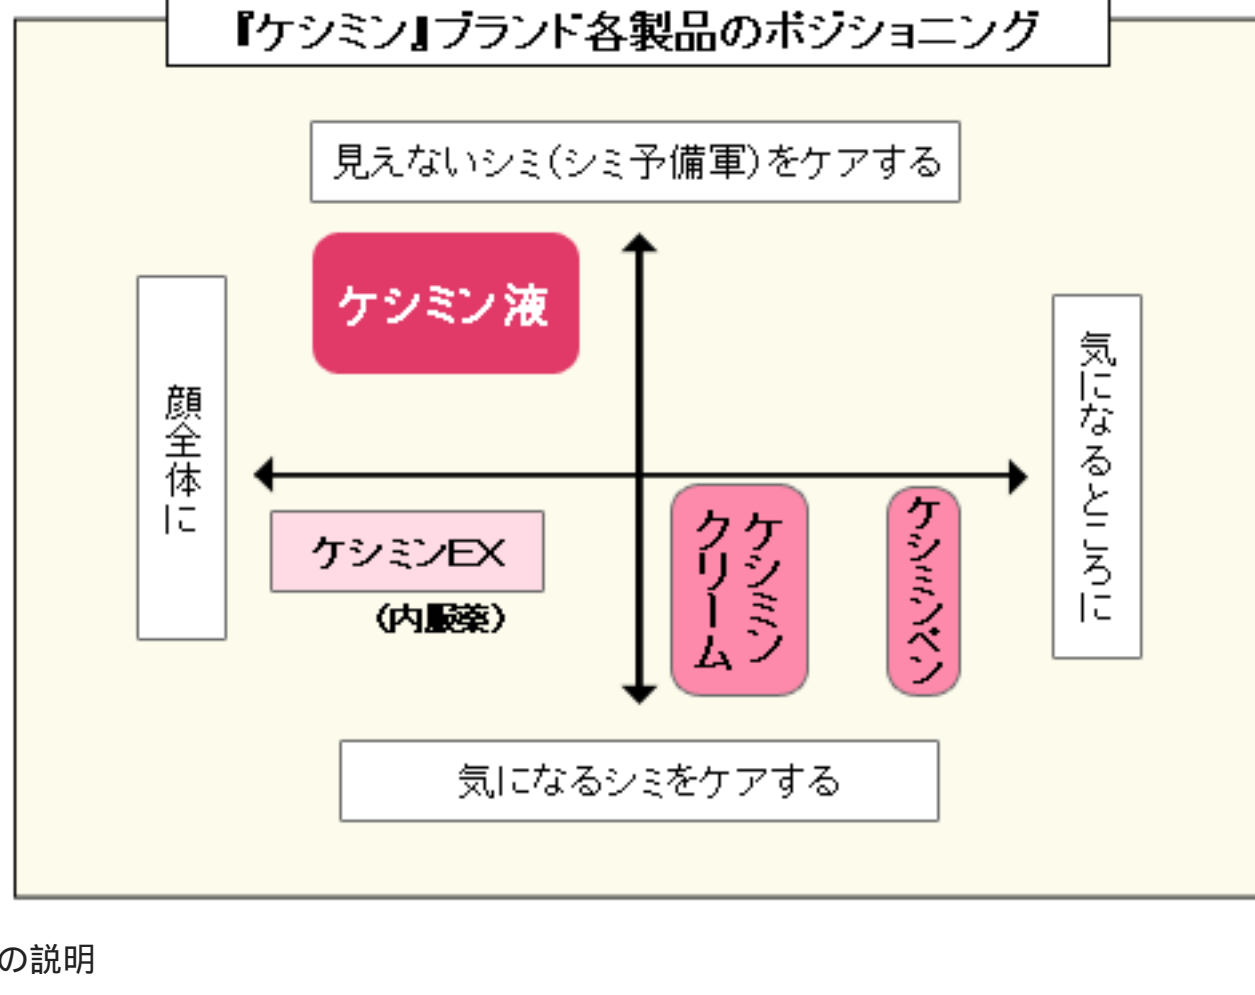 『ケシミン』ブランド各製品のポジショニング
見えないシミ(シミ予備軍)をケアする
ケシミン液
顔全体に
気になるところに
ケシミンEX
(内服薬)
ケシミン
クリーム
ケシミンペン
気になるシミをケアする
の説明